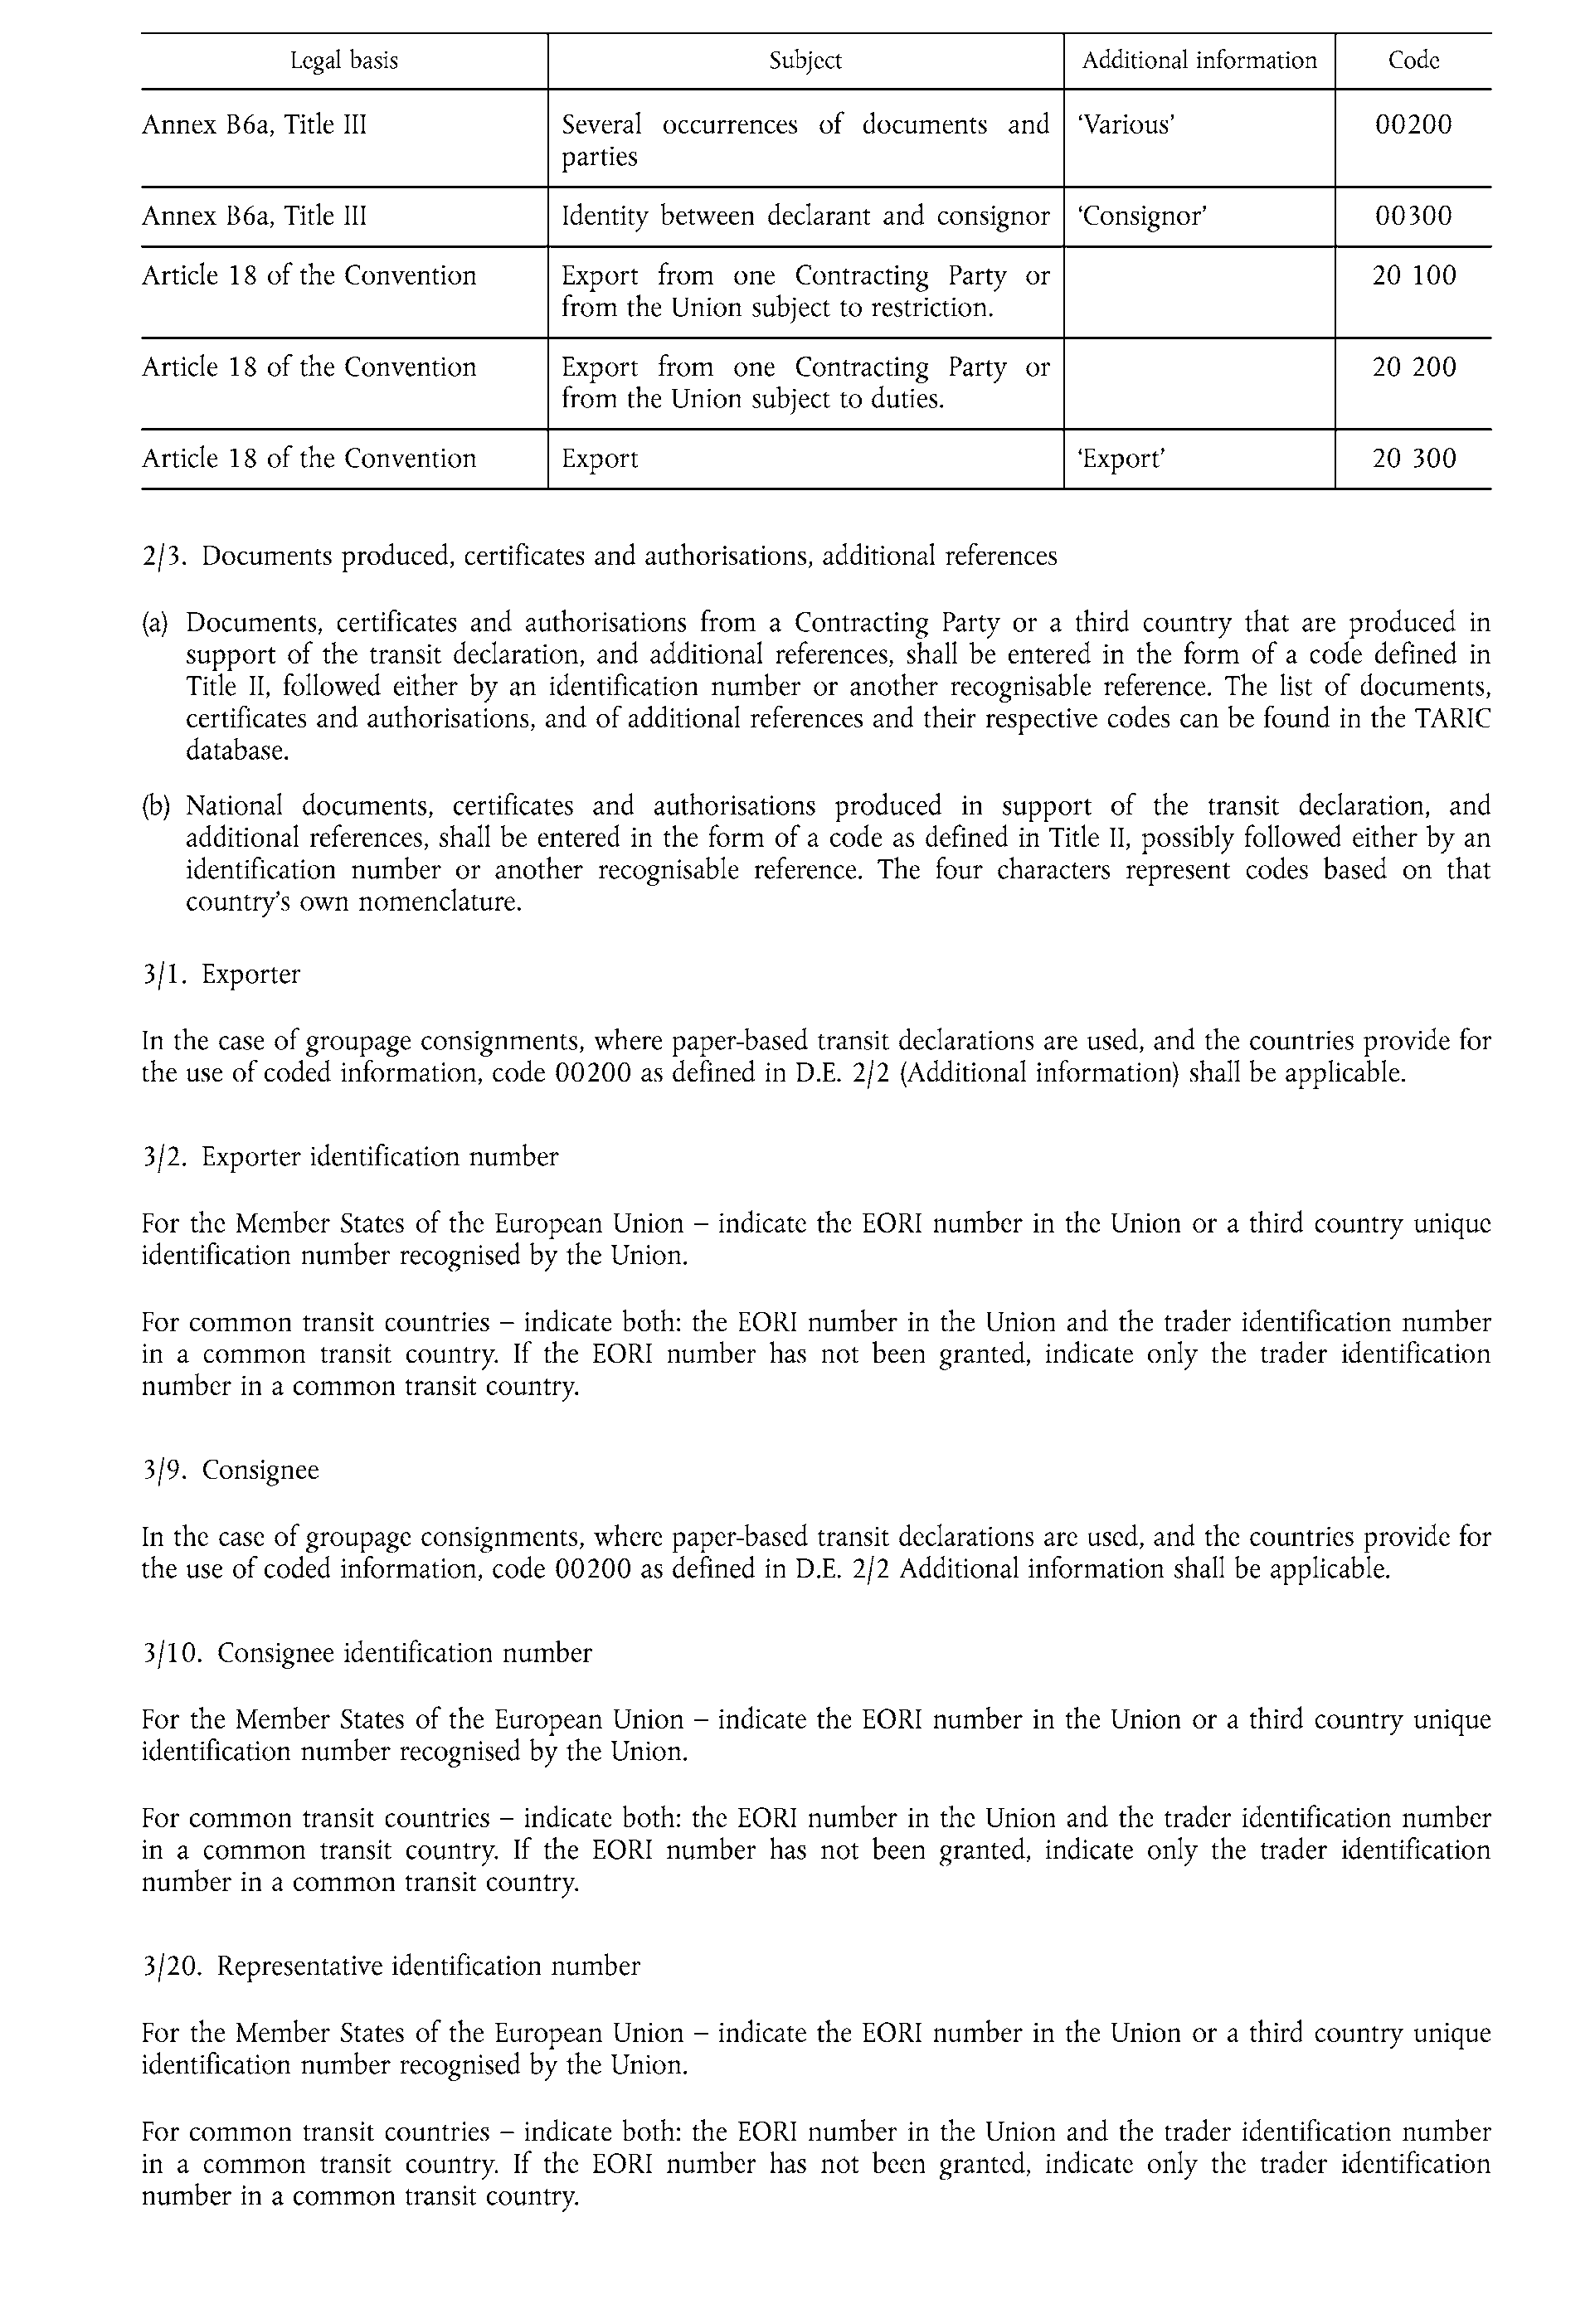 Legal basis Subject Additional information Code
Annex B6a, Title III Several occurrences of documents and ‘Various’ 00200
parties
Annex B6a, Title III Identity between declarant and consignor ‘Consignor’ 00300
Article 18 of the Convention Export from one Contracting Party or 20 100
from the Union subject to restriction.
Article 18 of the Convention Export from one Contracting Party or 20 200
from the Union subject to duties.
Article 18 of the Convention Export ‘Export’ 20 300
2/3. Documents produced, certificates and authorisations, additional references
(a) Documents, certificates and authorisations from a Contracting Party or a third country that are produced in
support of the transit declaration, and additional references, shall be entered in the form of a code defined in
Title II, followed either by an identification number or another recognisable reference. The list of documents,
certificates and authorisations, and of additional references and their respective codes can be found in the TARIC
database.
(b) National documents, certificates and authorisations produced in support of the transit declaration, and
additional references, shall be entered in the form of a code as defined in Title II, possibly followed either by an
identification number or another recognisable reference. The four characters represent codes based on that
country’s own nomenclature.
3/1. Exporter
In the case of groupage consignments, where paper-based transit declarations are used, and the countries provide for
the use of coded information, code 00200 as defined in D.E. 2/2 (Additional information) shall be applicable.
3/2. Exporter identification number
For the Member States of the European Union – indicate the EORI number in the Union or a third country unique
identification number recognised by the Union.
For common transit countries – indicate both: the EORI number in the Union and the trader identification number
in a common transit country. If the EORI number has not been granted, indicate only the trader identification
number in a common transit country.
3/9. Consignee
In the case of groupage consignments, where paper-based transit declarations are used, and the countries provide for
the use of coded information, code 00200 as defined in D.E. 2/2 Additional information shall be applicable.
3/10. Consignee identification number
For the Member States of the European Union – indicate the EORI number in the Union or a third country unique
identification number recognised by the Union.
For common transit countries – indicate both: the EORI number in the Union and the trader identification number
in a common transit country. If the EORI number has not been granted, indicate only the trader identification
number in a common transit country.
3/20. Representative identification number
For the Member States of the European Union – indicate the EORI number in the Union or a third country unique
identification number recognised by the Union.
For common transit countries – indicate both: the EORI number in the Union and the trader identification number
in a common transit country. If the EORI number has not been granted, indicate only the trader identification
number in a common transit country.